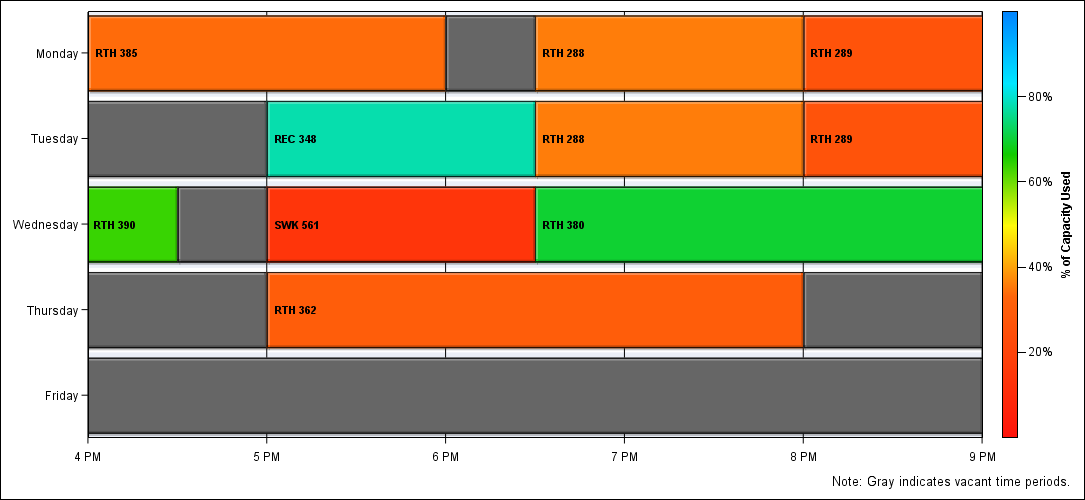 Monday
RTH 385
RTH 288
RTH 289
Tuesday
REC 348
RTH 288
RTH 289
Wednesday
RTH 390
SWK 561
RTH 380
Thursday
RTH 362
Friday
4 PM
5 PM
6 PM
7 PM
8 PM
9 PM
80%
60%
40%
20%
% of Capacity Used
Note: Gray indicates vacant time periods.